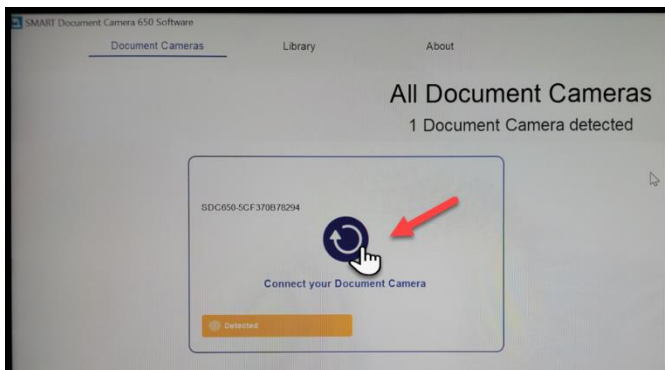 SMART Document Camera 650 Software
Document Cameras Library About
All Document Cameras
1 Document Camera detected
SDC650-5CF370B78294
Connect your Document Camera
Detected